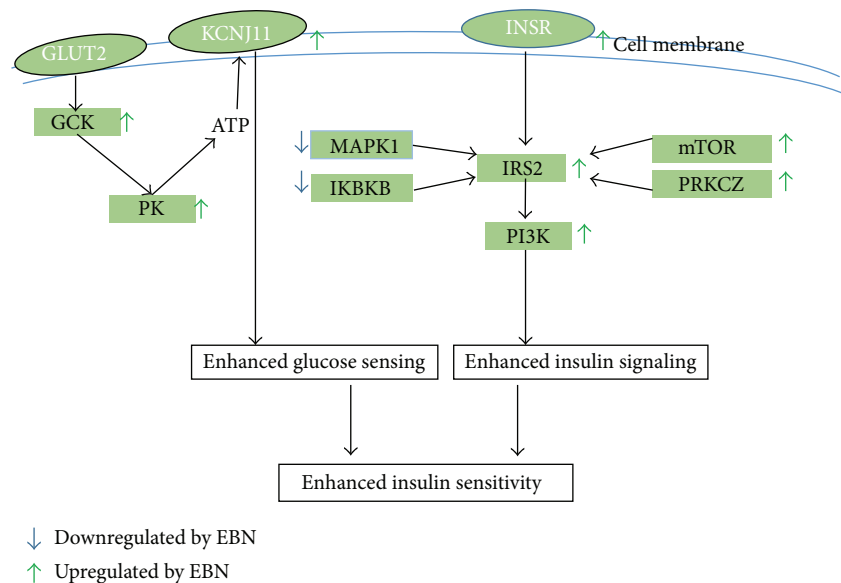 GLUT2
KCNJ11
INSR
Cell membrane
GCK
ATP
PK
MAPK1
IKBKB
IRS2
mTOR
PRKCZ
PI3K
Enhanced glucose sensing
Enhanced insulin signaling
Enhanced insulin sensitivity
↓ Downregulated by EBN
↑ Upregulated by EBN